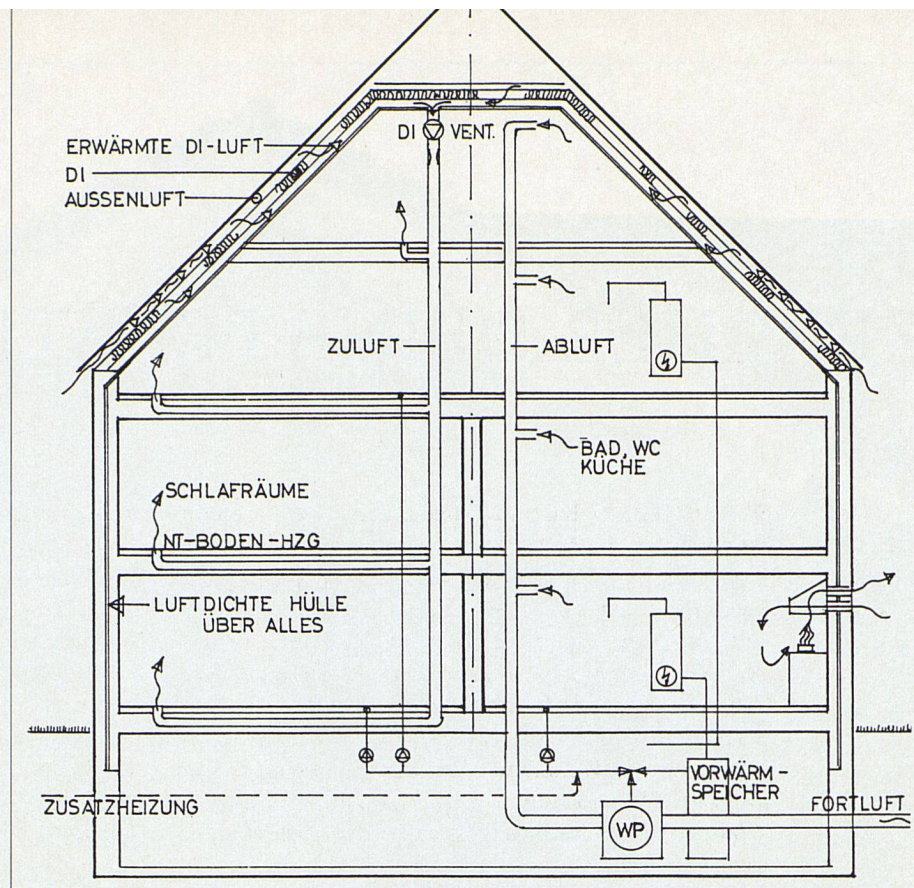 DI VENT.
ERWÄRMTE DI-LUFT
DI
AUSSENLUFT
ZULUFT
ABLUFT
BAD, WC
KÜCHE
SCHLAFRÄUME
NT-BODEN-HZG
LUFTDICHTE HÜLLE
ÜBER ALLES
VORWÄRM-
SPEICHER
ZUSATZHEIZUNG
FORTLUFT
WP